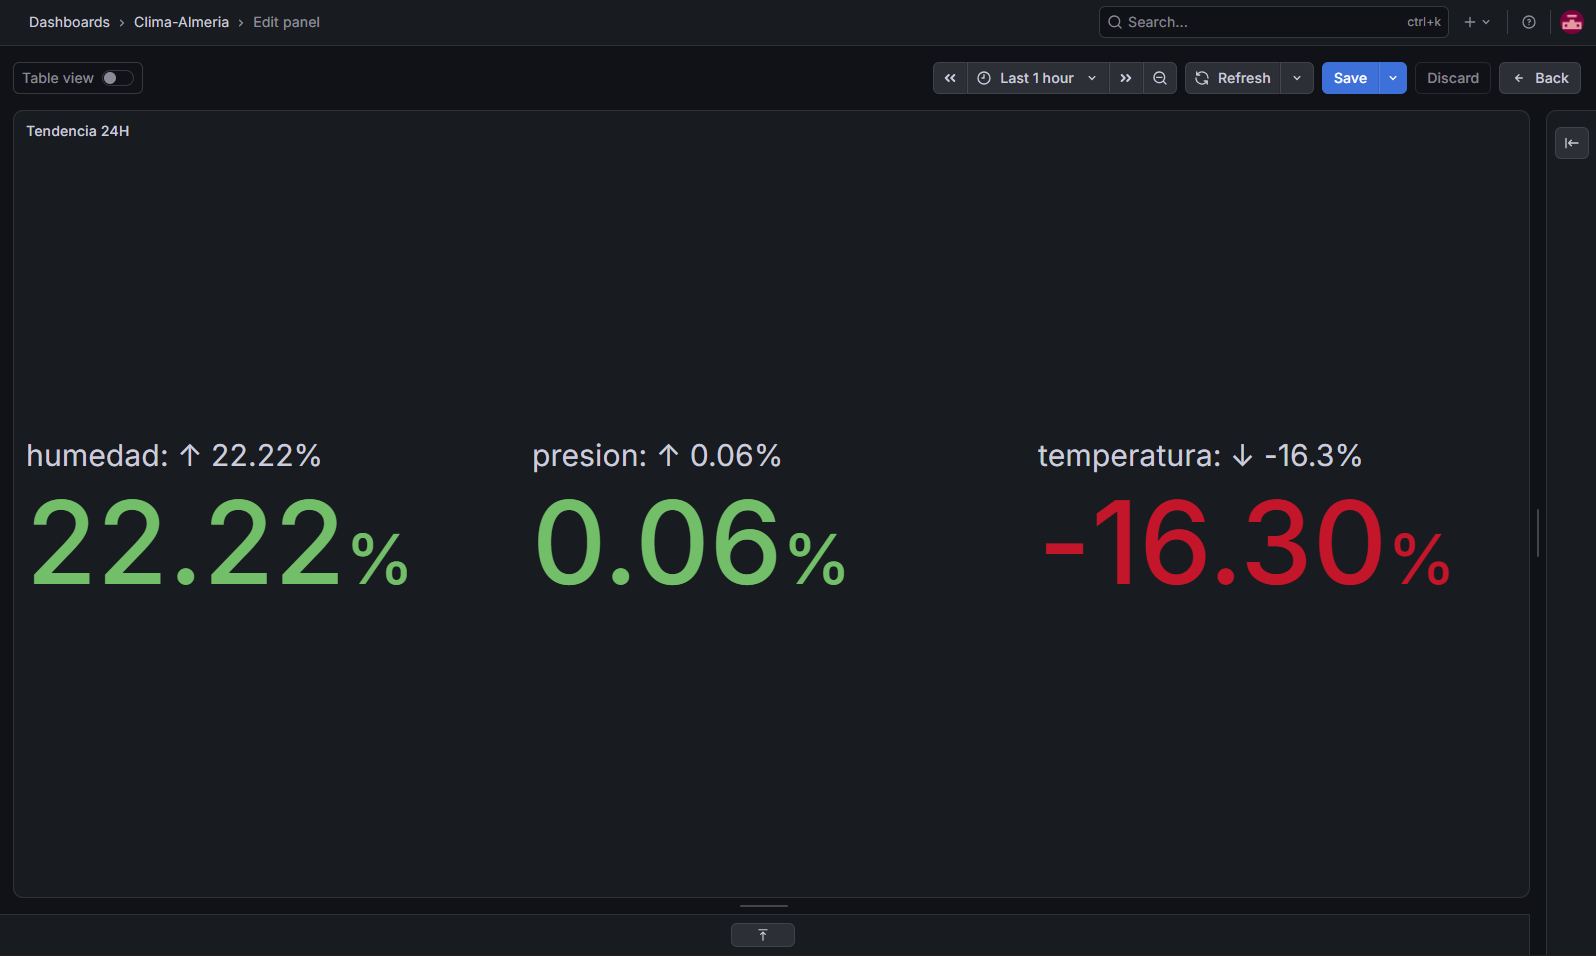 Dashboards › Clima-Almeria › Edit panel
Search... ctrl+k
Table view
Last 1 hour
Refresh
Save
Discard
Back
Tendencia 24H
humedad: ↑ 22.22%
22.22%
presion: ↑ 0.06%
0.06%
temperatura: ↓ -16.3%
-16.30%